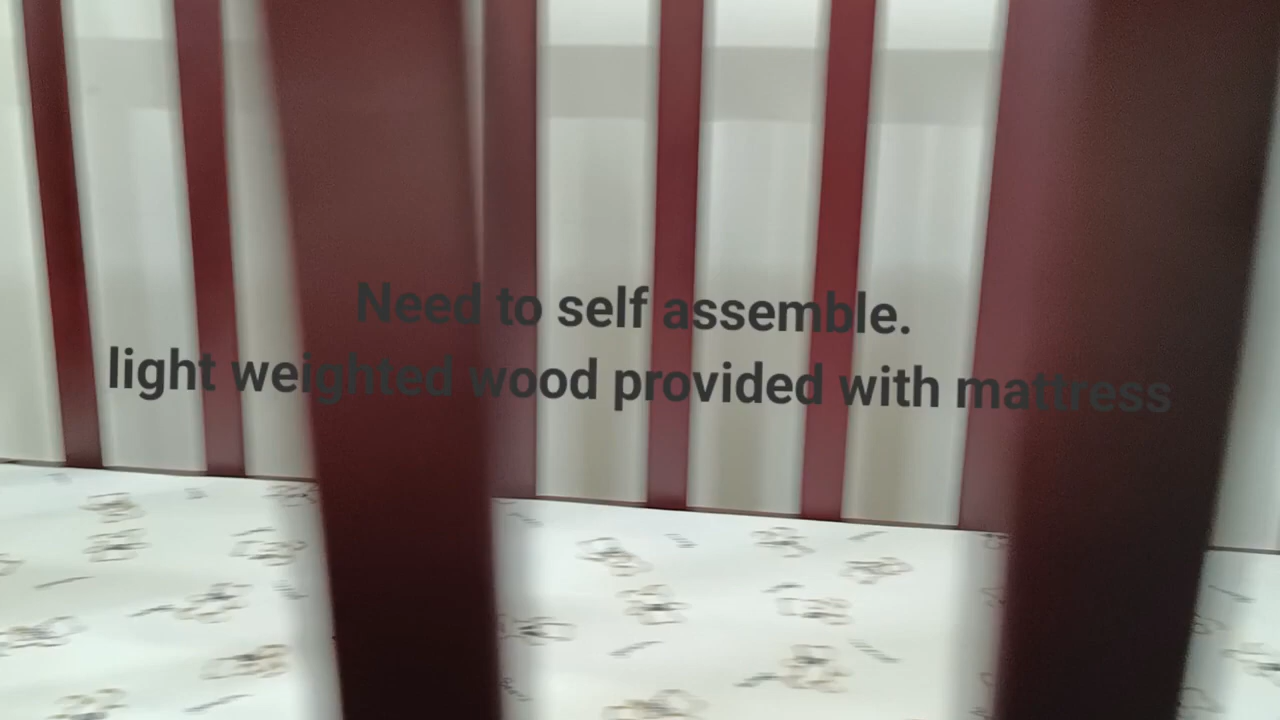 Need to self assemble.
light weighted wood provided with mattress